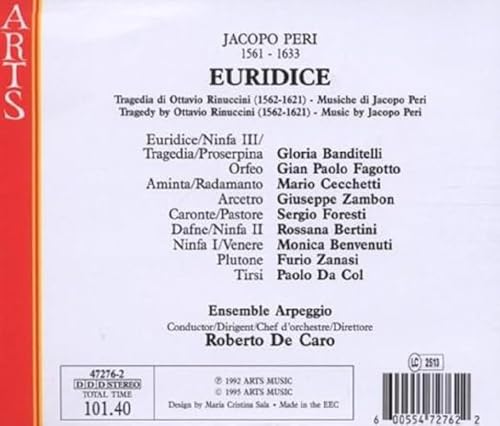 ARTS
JACOPO PERI
1561 - 1633
EURIDICE
Tragedia di Ottavio Rinuccini (1562-1621) - Musiche di Jacopo Peri
Tragedy by Ottavio Rinuccini (1562-1621) - Music by Jacopo Peri
Euridice/Ninfa III/
Tragedia/Proserpina Gloria Banditelli
Orfeo Gian Paolo Fagotto
Aminta/Radamanto Mario Cecchetti
Arcetro Giuseppe Zambon
Caronte/Pastore Sergio Foresti
Dafne/Ninfa II Rossana Bertini
Ninfa I/Venere Monica Benvenuti
Plutone Furio Zanasi
Tirsi Paolo Da Col
Ensemble Arpeggio
Conductor/Dirigent/Chef d'orchestre/Direttore
Roberto De Caro
47276-2
D D D STEREO
TOTAL TIME
101.40
℗ 1992 ARTS MUSIC
© 1995 ARTS MUSIC
Design by Maria Cristina Sala - Made in the EEC
LC 2513
6 00554 72762 2